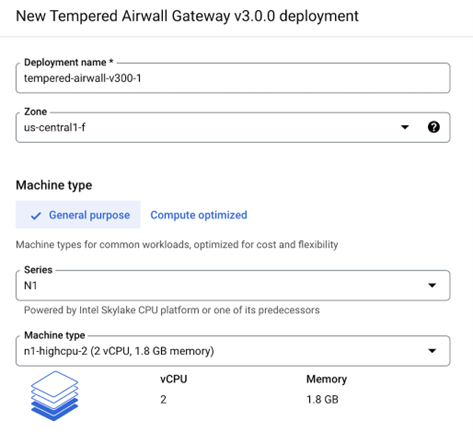 New Tempered Airwall Gateway v3.0.0 deployment
Deployment name *
tempered-airwall-v300-1
Zone
us-central1-f
?
Machine type
General purpose
Compute optimized
Machine types for common workloads, optimized for cost and flexibility
Series
N1
Powered by Intel Skylake CPU platform or one of its predecessors
Machine type
n1-highcpu-2 (2 vCPU, 1.8 GB memory)
vCPU Memory
2 1.8 GB